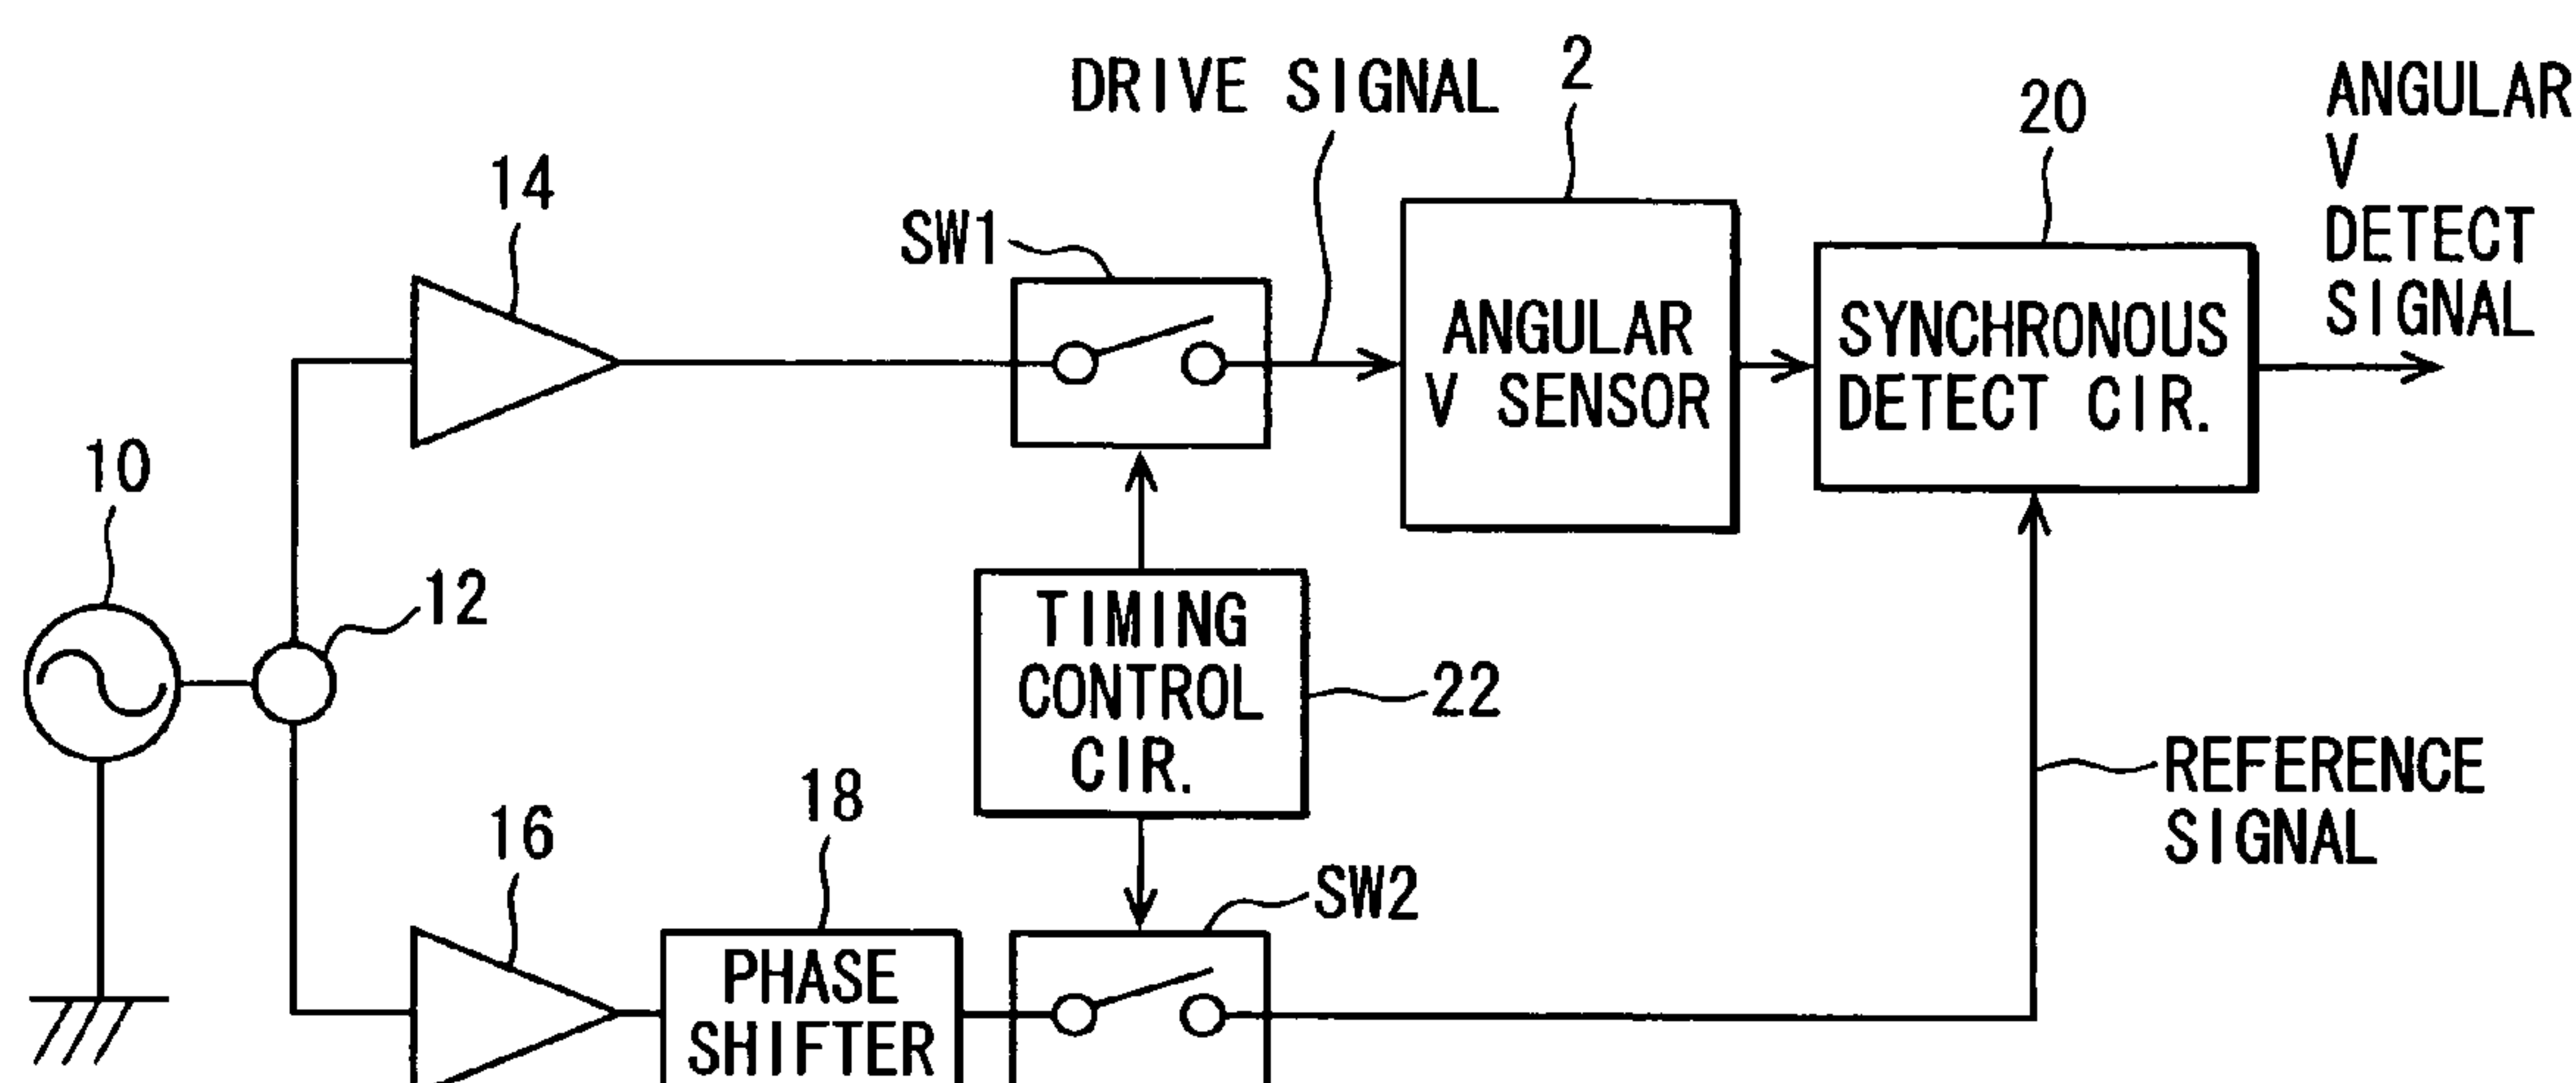 DRIVE SIGNAL
2
20
ANGULAR
V
DETECT
SIGNAL
14
SW1
ANGULAR
V SENSOR
SYNCHRONOUS
DETECT CIR.
10
12
TIMING
CONTROL
CIR.
22
REFERENCE
SIGNAL
16
18
SW2
PHASE
SHIFTER